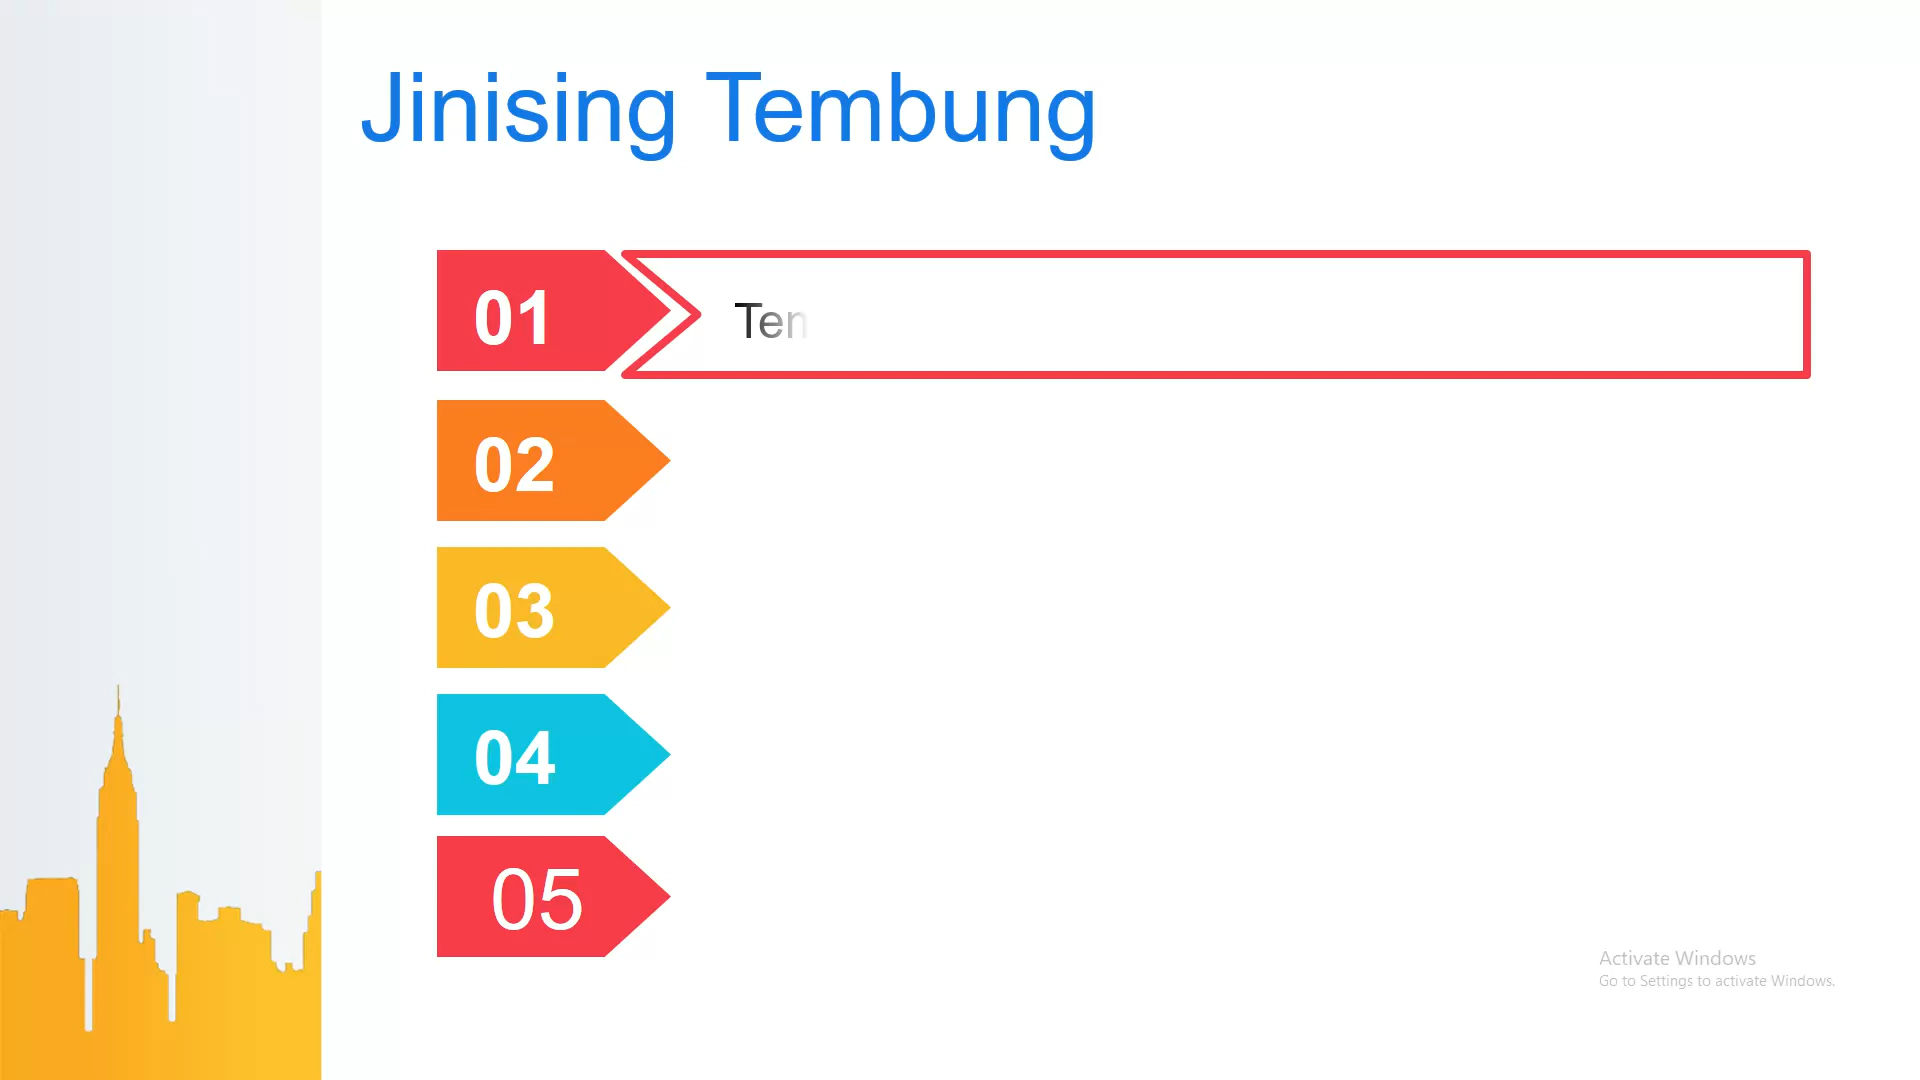 Jinising Tembung
01
Ten
02
03
04
05
Activate Windows
Go to Settings to activate Windows.